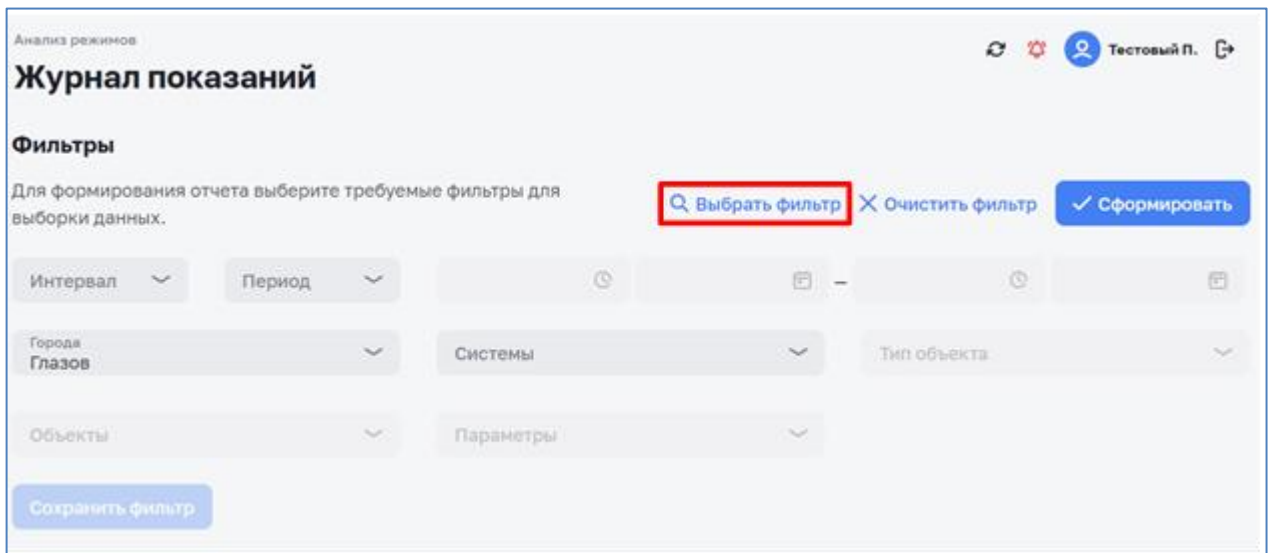 Анализ режимов
Тестовый П.
Журнал показаний
Фильтры
Для формирования отчета выберите требуемые фильтры для
выборки данных.
Выбрать фильтр
Очистить фильтр
Сформировать
Интервал
Период
–
Города
Глазов
Системы
Тип объекта
Объекты
Параметры
Сохранить фильтр